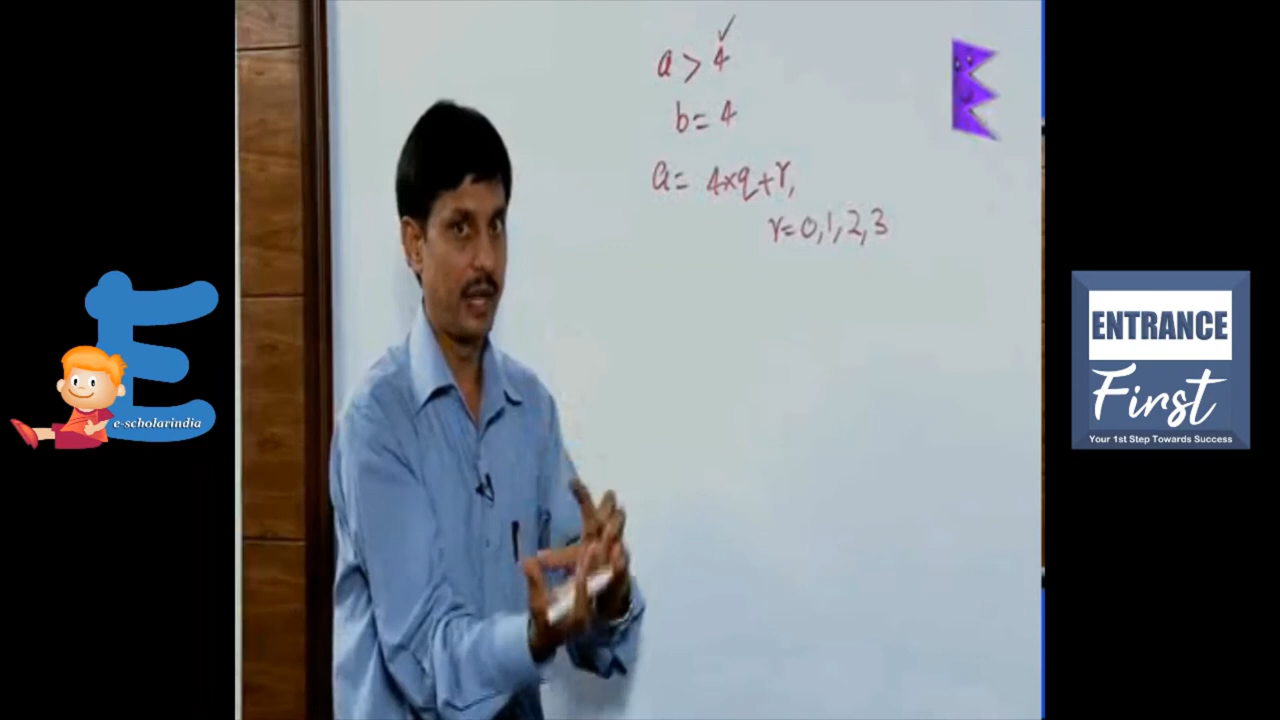 a > 4 ✓
b = 4
a = 4×q+r,
r = 0,1,2,3
e-scholarindia
ENTRANCE
First
Your 1st Step Towards Success